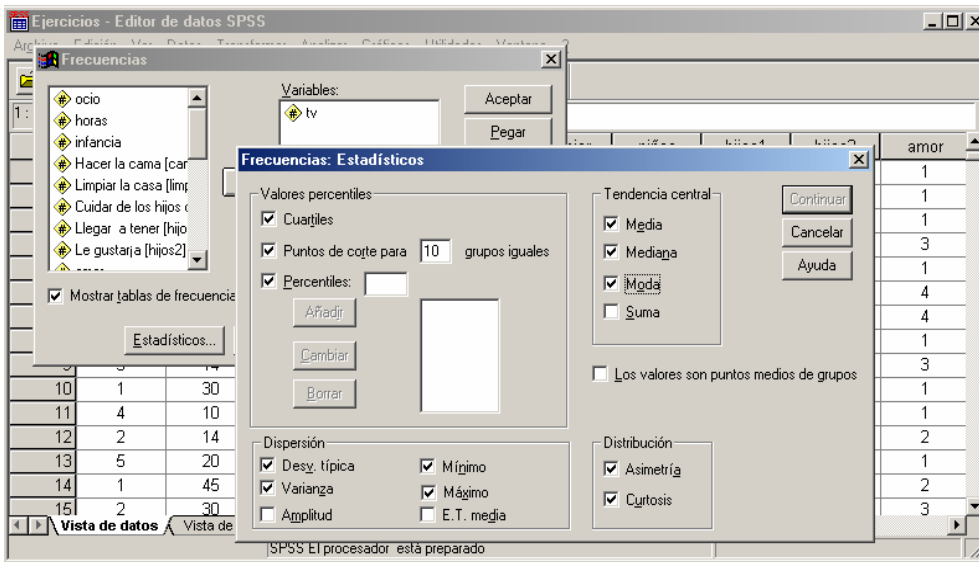 Ejercicios - Editor de datos SPSS
Frecuencias
ocio
horas
infancia
Hacer la cama [car
Limpiar la casa [limp
Cuidar de los hijos
Llegar a tener [hijo
Le gustaría [hijos2]
Variables:
tv
Aceptar
Pegar
Mostrar tablas de frecuencia
Estadísticos...
Frecuencias: Estadísticos
Valores percentiles
Cuartiles
Puntos de corte para 10 grupos iguales
Percentiles:
Añadir
Cambiar
Borrar
Tendencia central
Media
Mediana
Moda
Suma
Continuar
Cancelar
Ayuda
Los valores son puntos medios de grupos
Dispersión
Desv. típica
Varianza
Amplitud
Mínimo
Máximo
E.T. media
Distribución
Asimetría
Curtosis
amor
1
1
1
3
1
4
4
1
3
10 1 30 1
11 4 10 1
12 2 14 2
13 5 20 1
14 1 45 2
15 2 30 3
Vista de datos Vista de
SPSS El procesador está preparado